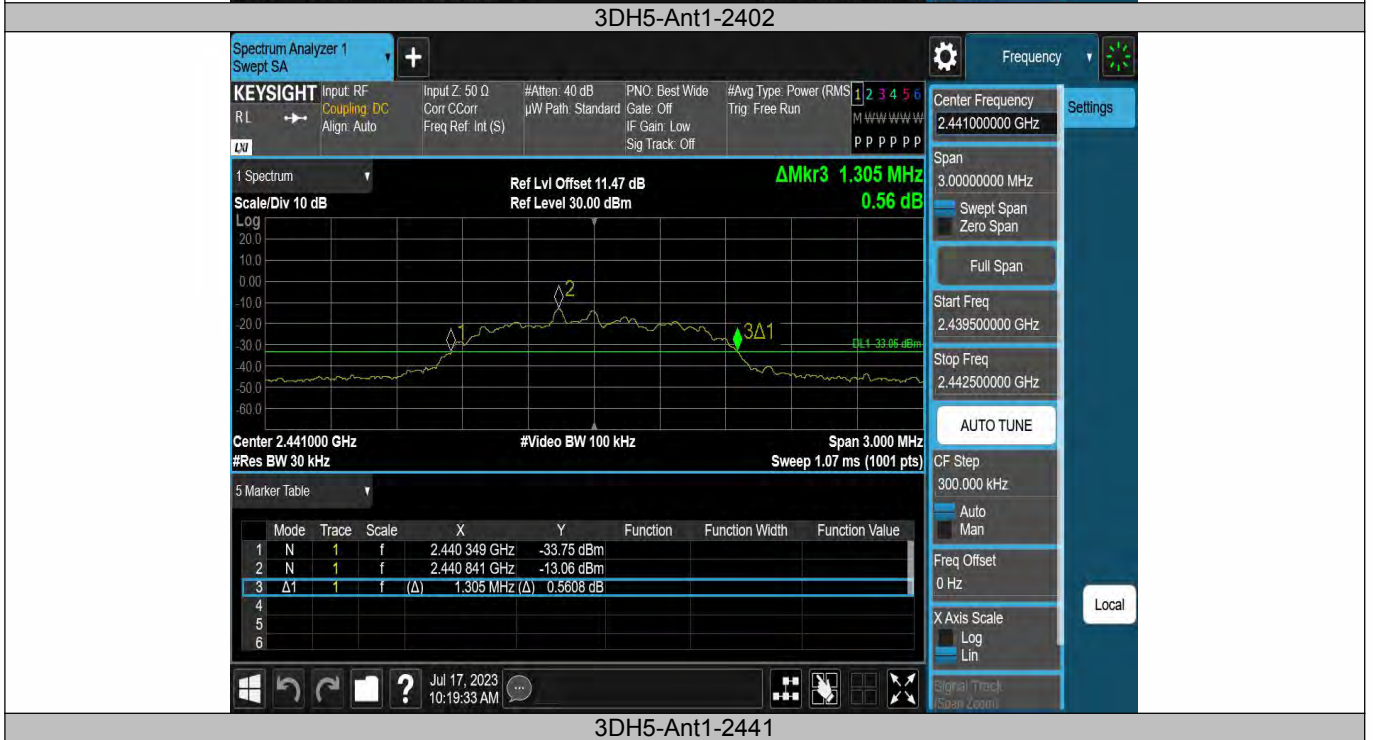 3DH5-Ant1-2402
Spectrum Analyzer 1
Swept SA
Frequency
KEYSIGHT
RL
LXI
Input: RF
Coupling: DC
Align: Auto
Input Z: 50 Ω
Corr CCorr
Freq Ref: Int (S)
#Atten: 40 dB
µW Path: Standard
PNO: Best Wide
Gate: Off
IF Gain: Low
Sig Track: Off
#Avg Type: Power (RMS
Trig: Free Run
1 2 3 4 5 6
M W W W W W
P P P P P P
Center Frequency
2.441000000 GHz
Settings
Span
3.00000000 MHz
Swept Span
Zero Span
Full Span
Start Freq
2.439500000 GHz
Stop Freq
2.442500000 GHz
AUTO TUNE
CF Step
300.000 kHz
Auto
Man
Freq Offset
0 Hz
X Axis Scale
Log
Lin
Signal Track
(Span Zoom)
Local
1 Spectrum
Scale/Div 10 dB
Ref Lvl Offset 11.47 dB
Ref Level 30.00 dBm
ΔMkr3 1.305 MHz
0.56 dB
Log
20.0
10.0
0.00
-10.0
-20.0
-30.0
-40.0
-50.0
-60.0
1
2
3Δ1
DL1 -33.06 dBm
Center 2.441000 GHz #Video BW 100 kHz Span 3.000 MHz
#Res BW 30 kHz Sweep 1.07 ms (1001 pts)
5 Marker Table
Mode Trace Scale X Y Function Function Width Function Value
1 N 1 f 2.440 349 GHz -33.75 dBm
2 N 1 f 2.440 841 GHz -13.06 dBm
3 Δ1 1 f (Δ) 1.305 MHz (Δ) 0.5608 dB
4
5
6
?
Jul 17, 2023
10:19:33 AM
3DH5-Ant1-2441